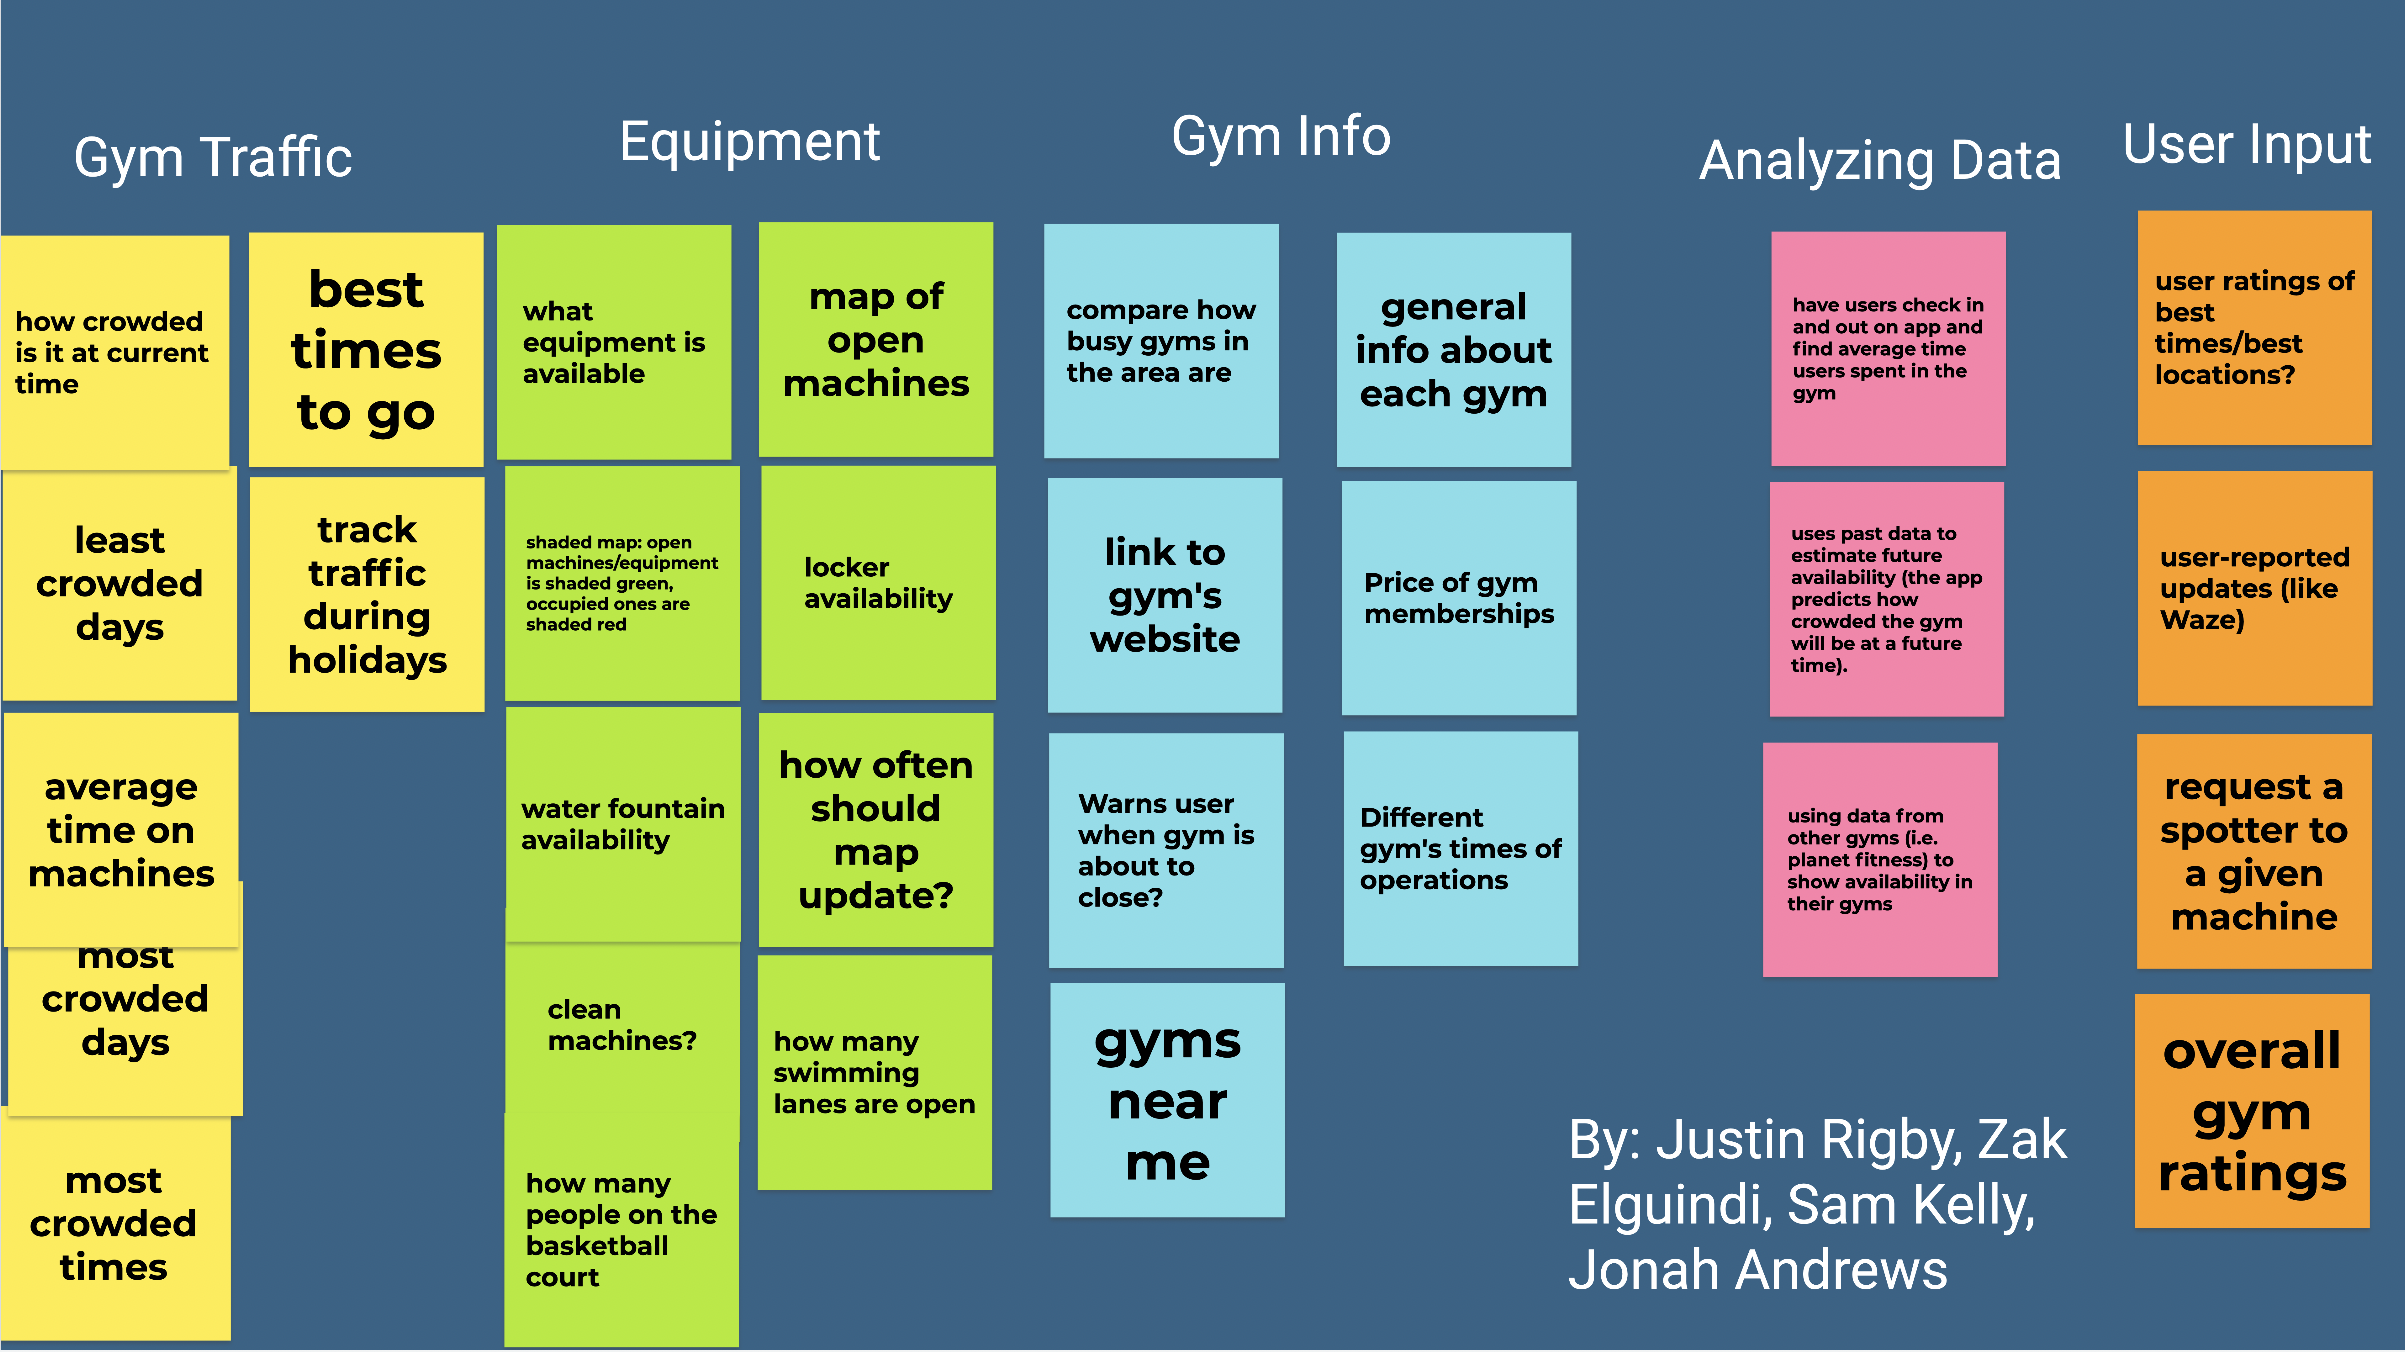 Gym Traffic
how crowded
is it at current
time
best
times
to go
least
crowded
days
track
traffic
during
holidays
average
time on
machines
most
crowded
days
most
crowded
times
Equipment
what
equipment is
available
map of
open
machines
shaded map: open
machines/equipment
is shaded green,
occupied ones are
shaded red
locker
availability
water fountain
availability
how often
should
map
update?
clean
machines?
how many
swimming
lanes are open
how many
people on the
basketball
court
Gym Info
compare how
busy gyms in
the area are
general
info about
each gym
link to
gym's
website
Price of gym
memberships
Warns user
when gym is
about to
close?
Different
gym's times of
operations
gyms
near
me
Analyzing Data
have users check in
and out on app and
find average time
users spent in the
gym
uses past data to
estimate future
availability (the app
predicts how
crowded the gym
will be at a future
time).
using data from
other gyms (i.e.
planet fitness) to
show availability in
their gyms
User Input
user ratings of
best
times/best
locations?
user-reported
updates (like
Waze)
request a
spotter to
a given
machine
overall
gym
ratings
By: Justin Rigby, Zak
Elguindi, Sam Kelly,
Jonah Andrews